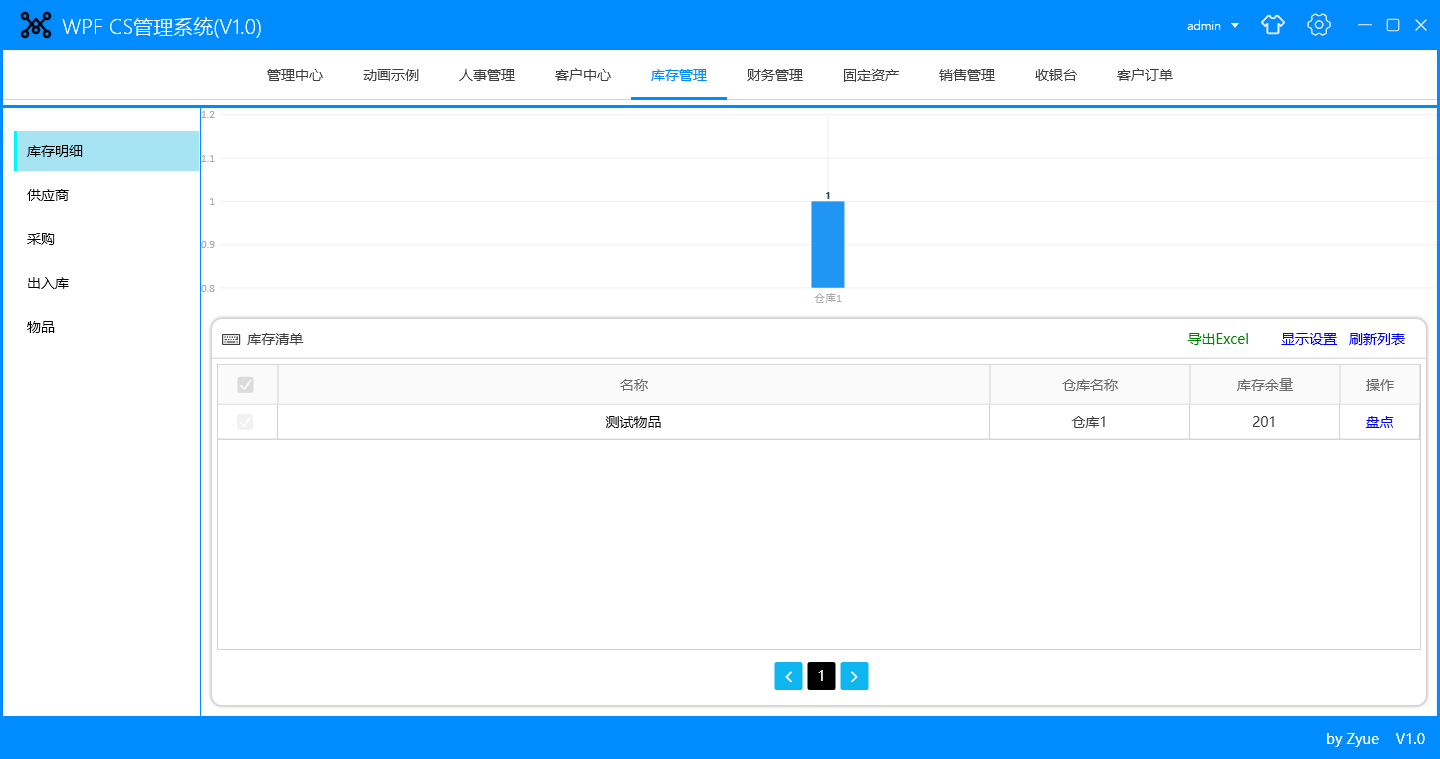 WPF CS管理系统(V1.0)
admin
管理中心 动画示例 人事管理 客户中心 库存管理 财务管理 固定资产 销售管理 收银台 客户订单
库存明细
供应商
采购
出入库
物品
1.2
1.1
1
0.9
0.8
1
仓库1
库存清单
导出Excel 显示设置 刷新列表
名称 仓库名称 库存余量 操作
测试物品 仓库1 201 盘点
1
by Zyue V1.0